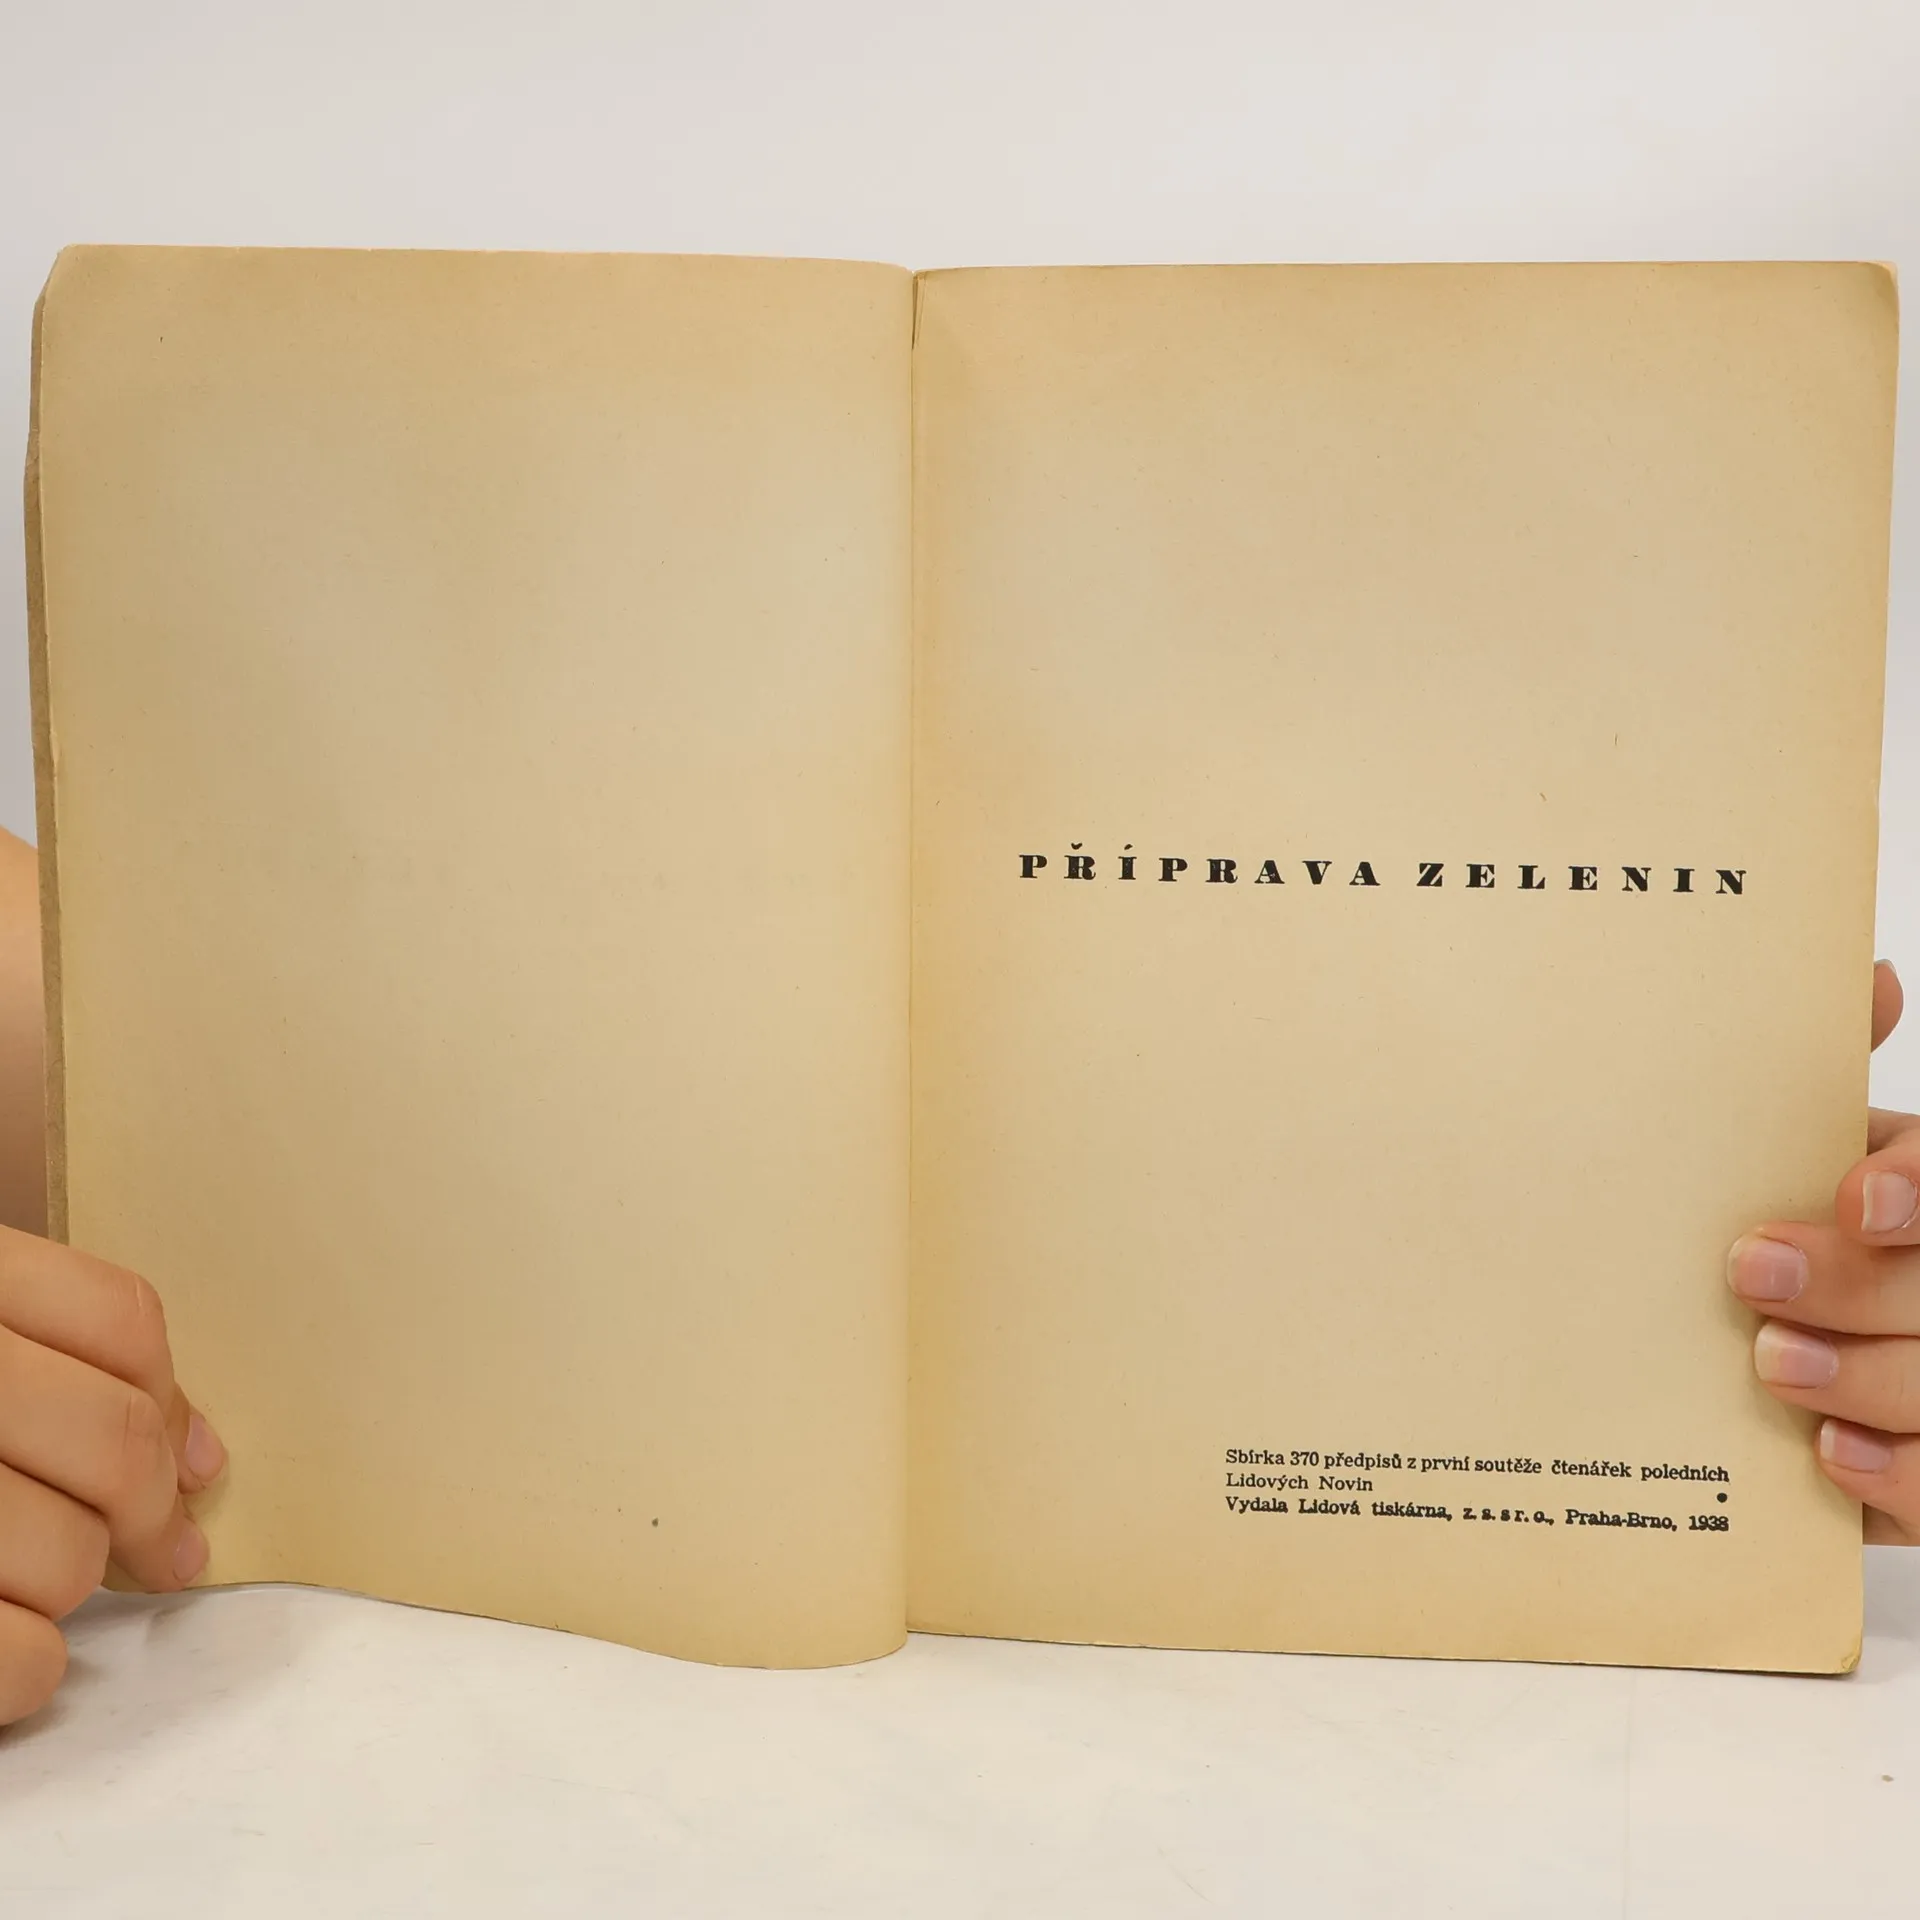 PŘÍPRAVA ZELENIN
Sbírka 370 předpisů z první soutěže čtenářek poledních
Lidových Novin
●
Vydala Lidová tiskárna, z. s. s r. o., Praha-Brno, 1938